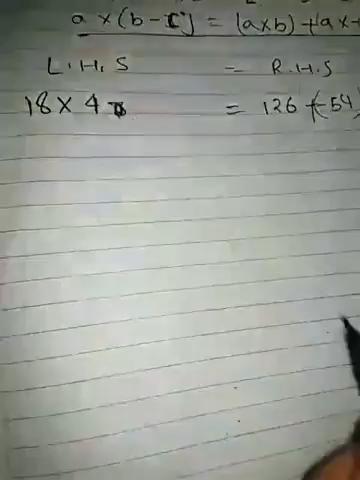 a × (b - c) = (a×b) + (a×
L.H.S = R.H.S
18 × 4 = 126 + (-54)